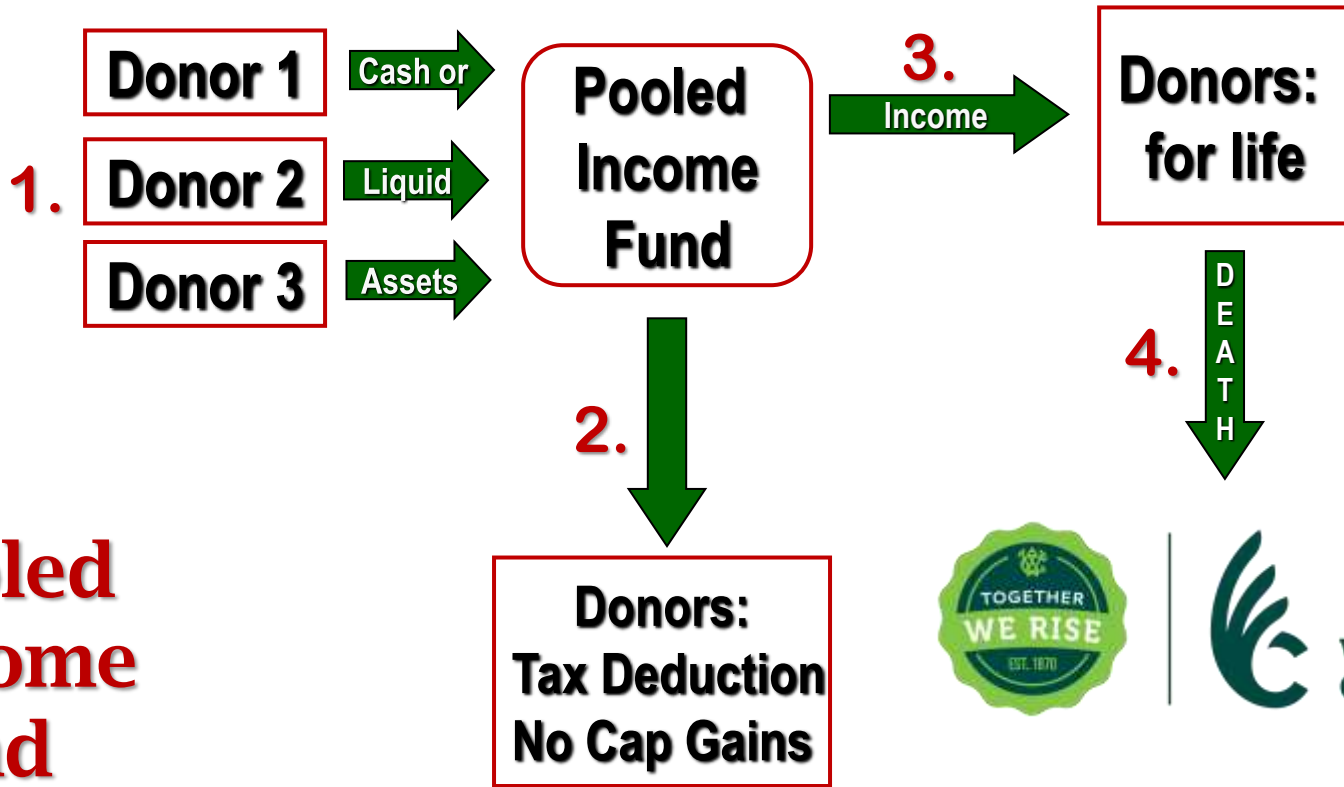 Donor 1
Cash or
1.
Donor 2
Liquid
Donor 3
Assets
Pooled
Income
Fund
3.
Income
Donors:
for life
DEATH
4.
2.
Donors:
Tax Deduction
No Cap Gains
led
ome
d
TOGETHER
WE RISE
EST. 1870